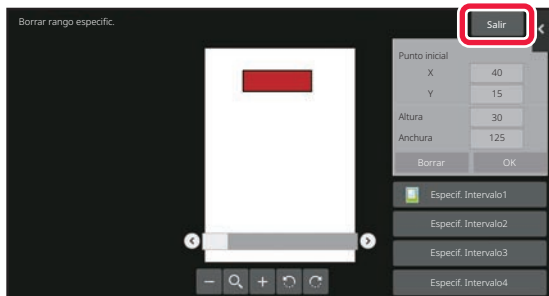 Borrar rango especific.
Salir
Punto inicial
X 40
Y 15
Altura 30
Anchura 125
Borrar OK
Especif. Intervalo1
Especif. Intervalo2
Especif. Intervalo3
Especif. Intervalo4